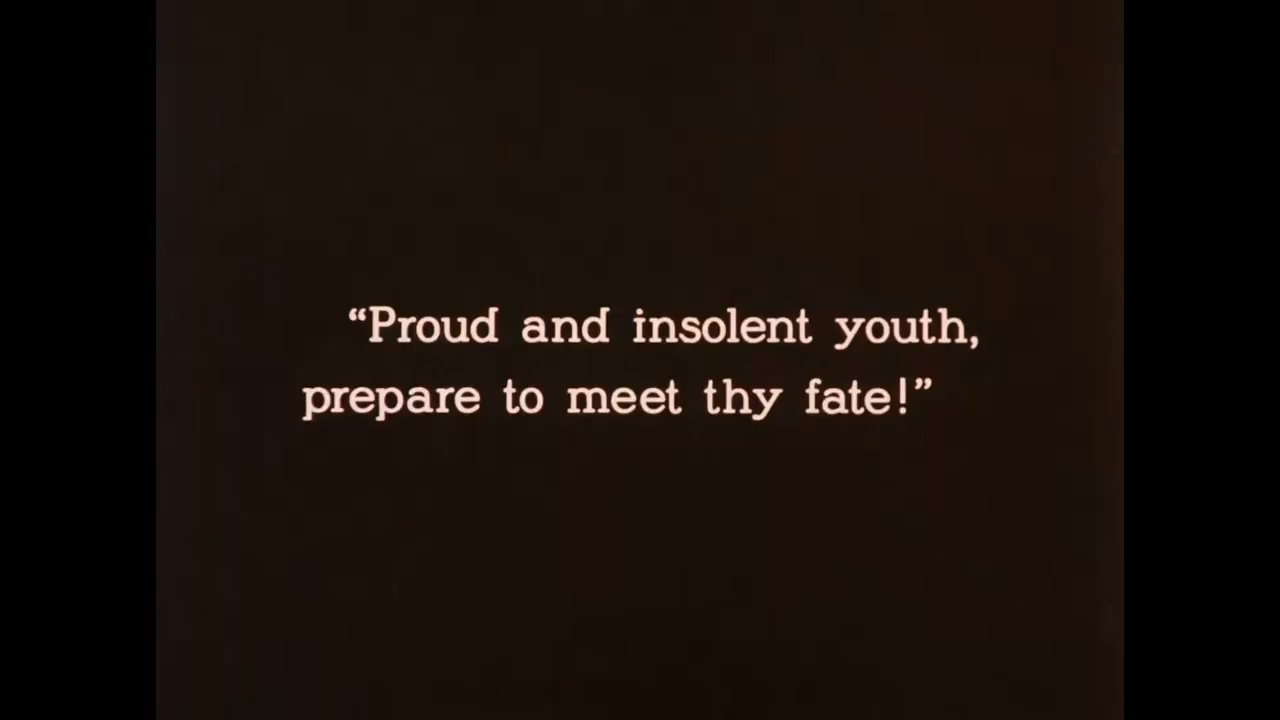 “Proud and insolent youth,
prepare to meet thy fate!”